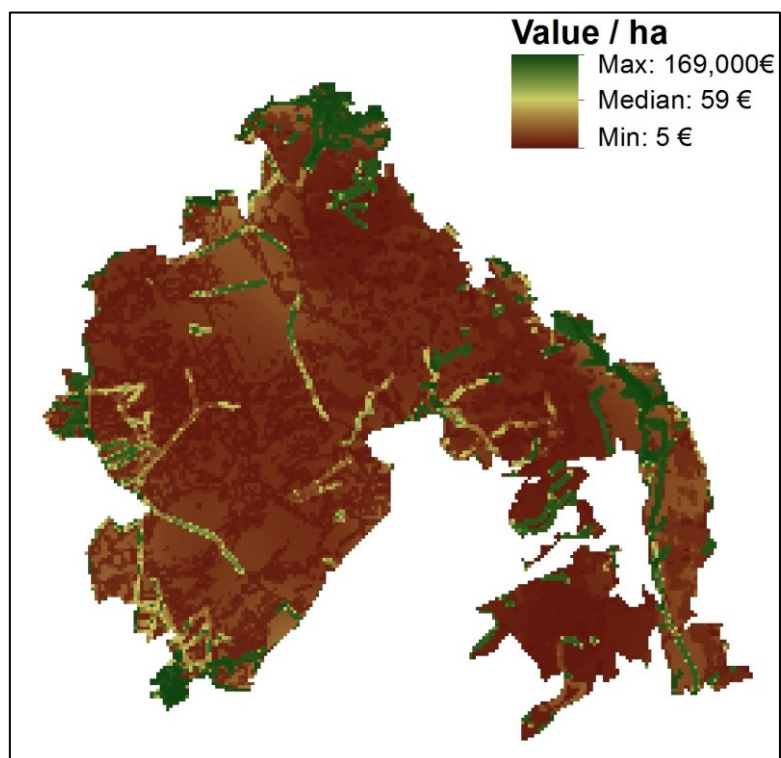 Value / ha
Max: 169,000€
Median: 59 €
Min: 5 €